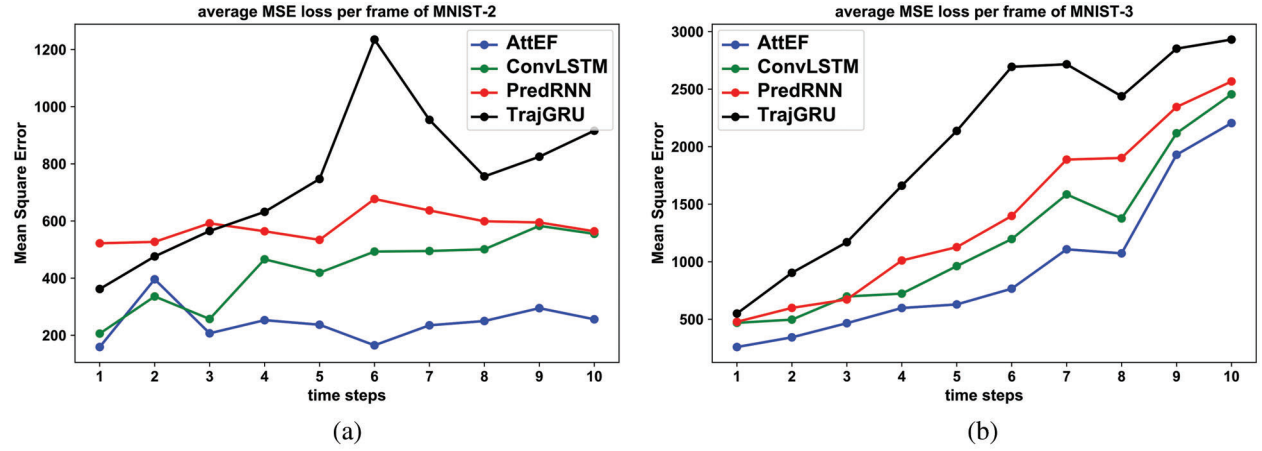 average MSE loss per frame of MNIST-2
Mean Square Error
1200
1000
800
600
400
200
AttEF
ConvLSTM
PredRNN
TrajGRU
1 2 3 4 5 6 7 8 9 10
time steps
(a)
average MSE loss per frame of MNIST-3
Mean Square Error
3000
2500
2000
1500
1000
500
AttEF
ConvLSTM
PredRNN
TrajGRU
1 2 3 4 5 6 7 8 9 10
time steps
(b)